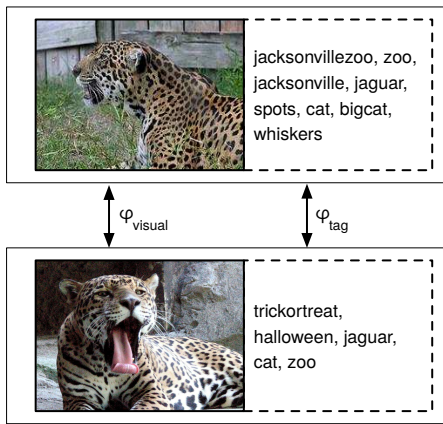 jacksonvillezoo, zoo,
jacksonville, jaguar,
spots, cat, bigcat,
whiskers
φvisual
φtag
trickortreat,
halloween, jaguar,
cat, zoo